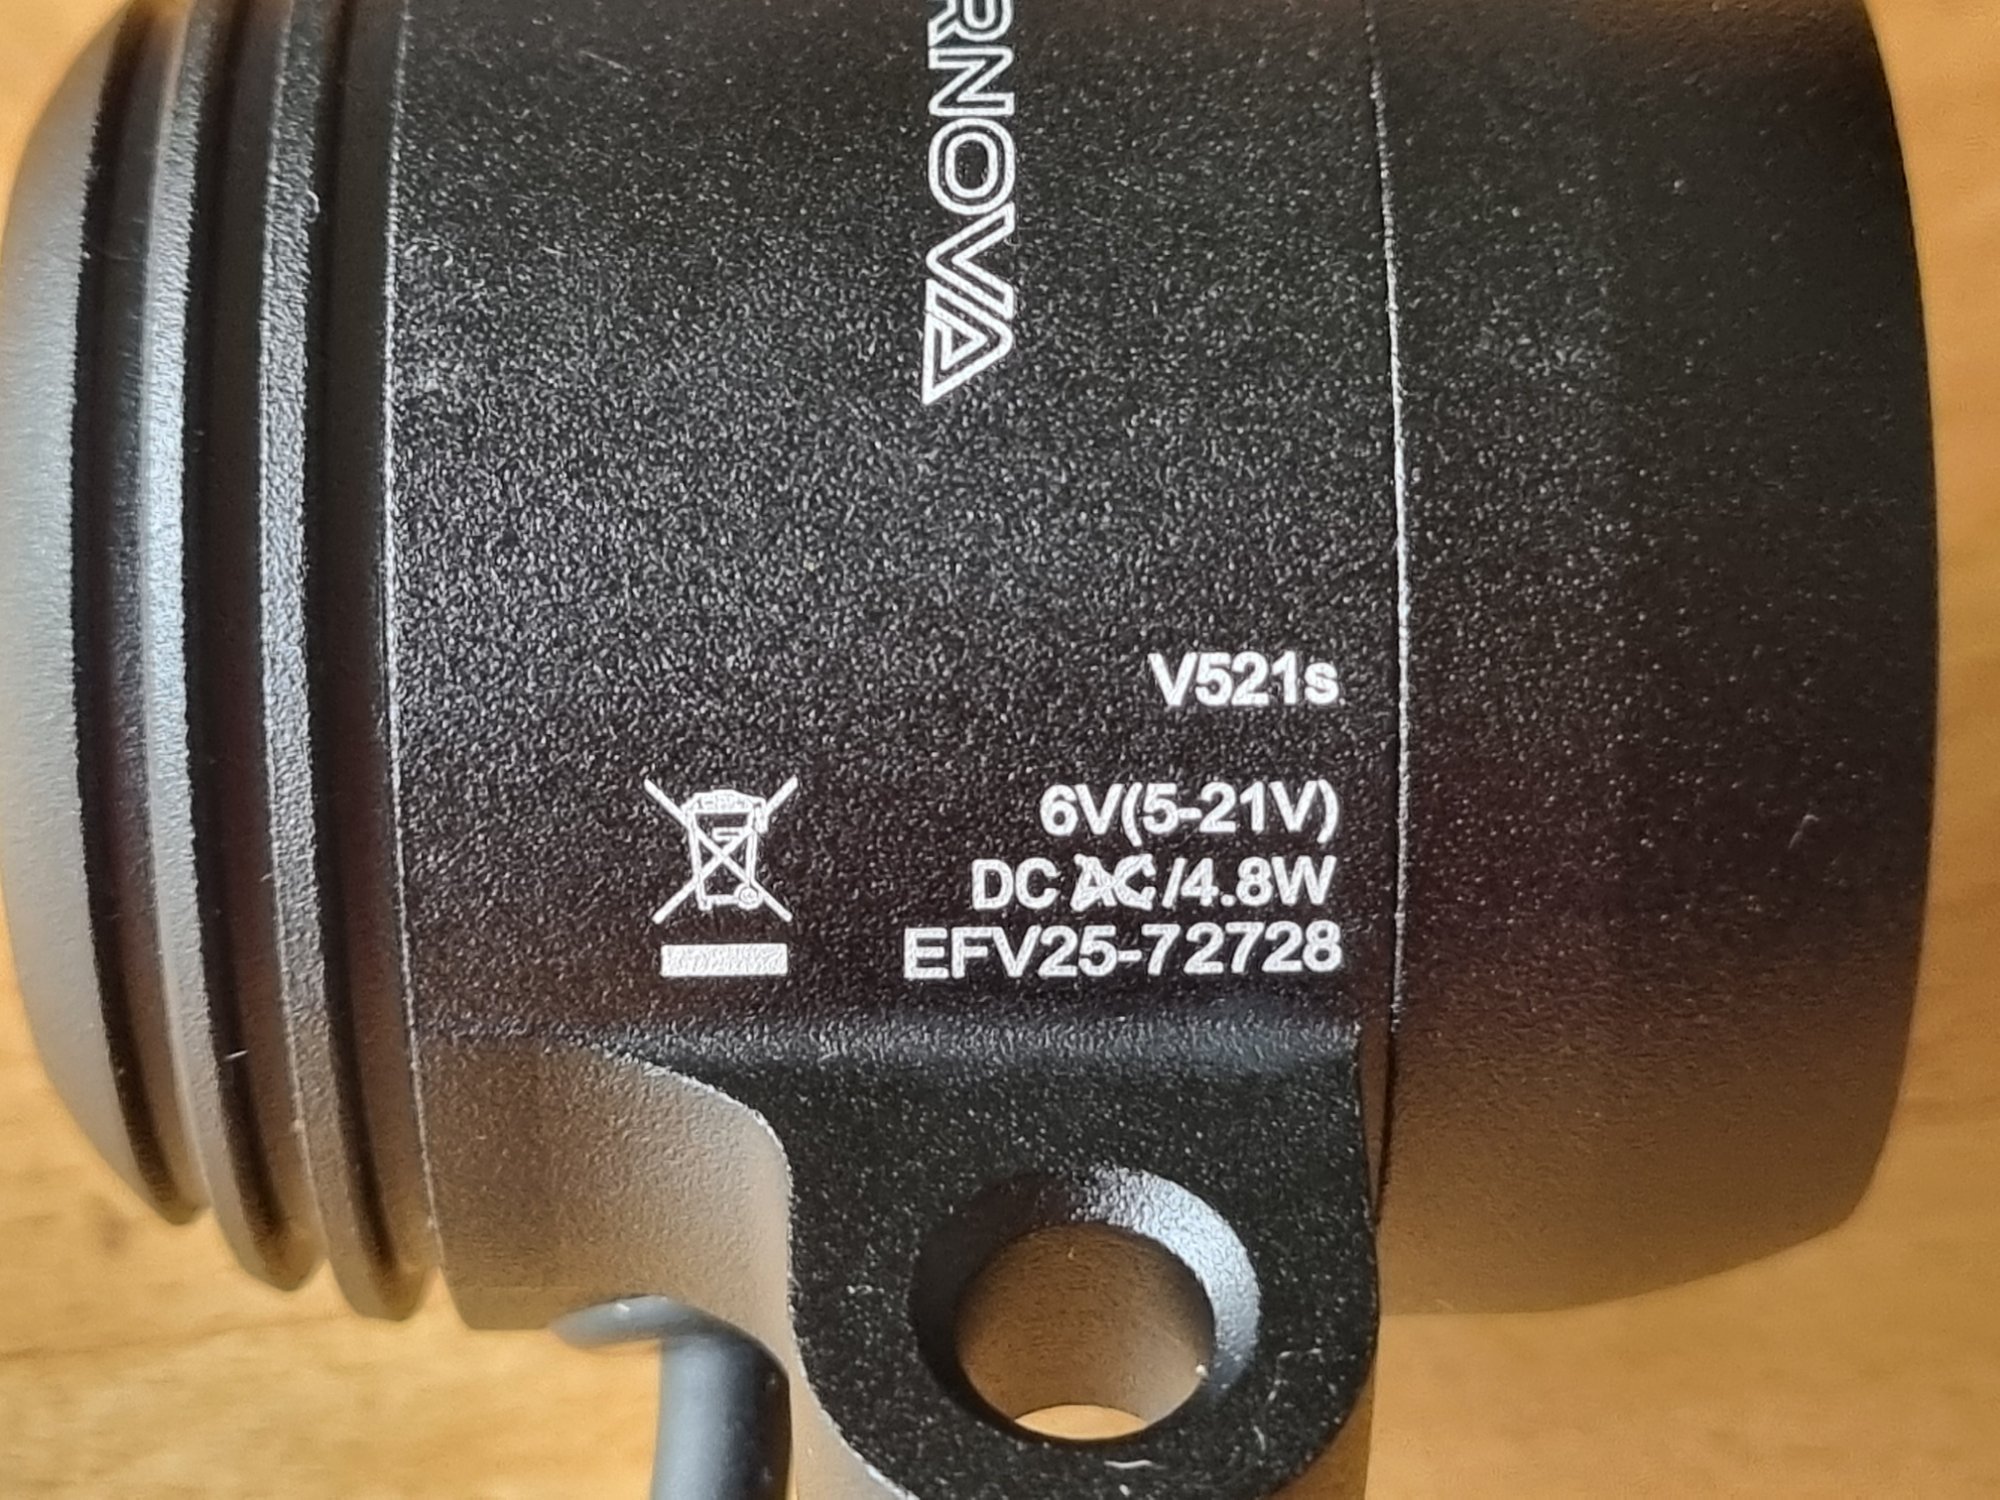 RNOVA
V521s
6V(5-21V)
DC AC/4.8W
EFV25-72728